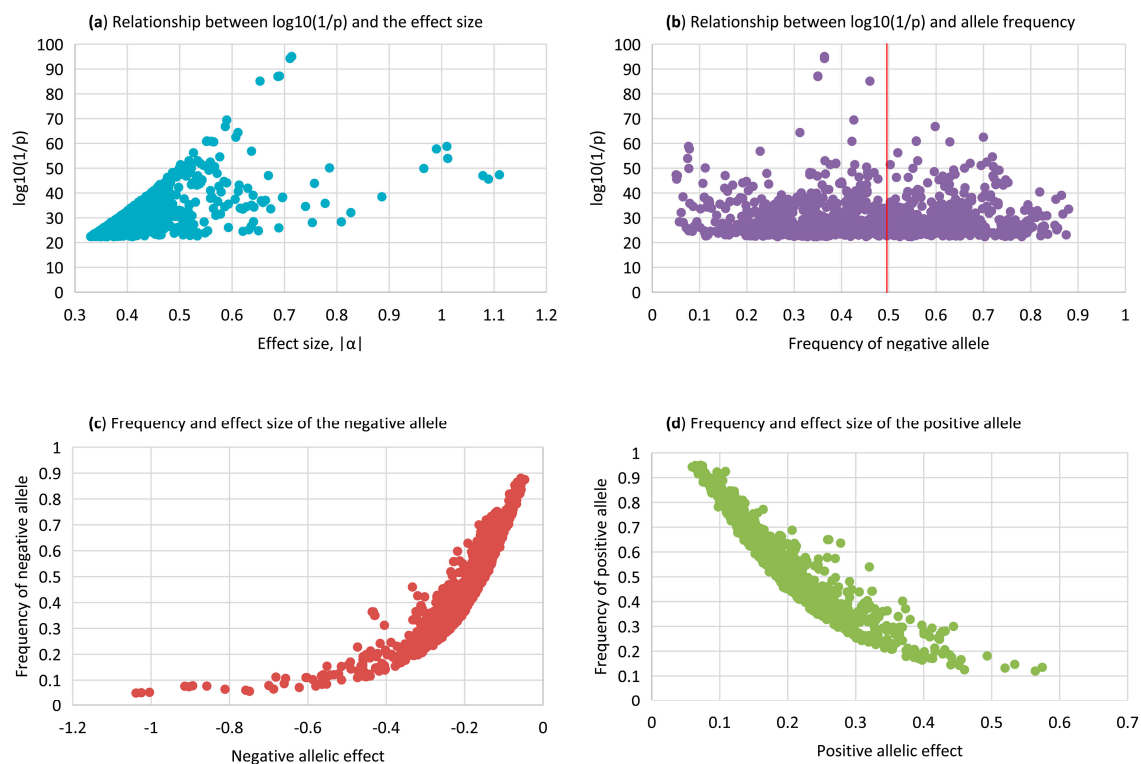 (a) Relationship between log10(1/p) and the effect size
100
90
80
70
60
50
40
30
20
10
0
log10(1/p)
0.3 0.4 0.5 0.6 0.7 0.8 0.9 1 1.1 1.2
Effect size, |α|
(b) Relationship between log10(1/p) and allele frequency
100
90
80
70
60
50
40
30
20
10
0
log10(1/p)
0 0.1 0.2 0.3 0.4 0.5 0.6 0.7 0.8 0.9 1
Frequency of negative allele
(c) Frequency and effect size of the negative allele
1
0.9
0.8
0.7
0.6
0.5
0.4
0.3
0.2
0.1
0
Frequency of negative allele
-1.2 -1 -0.8 -0.6 -0.4 -0.2 0
Negative allelic effect
(d) Frequency and effect size of the positive allele
1
0.9
0.8
0.7
0.6
0.5
0.4
0.3
0.2
0.1
0
Frequency of positive allele
0 0.1 0.2 0.3 0.4 0.5 0.6 0.7
Positive allelic effect